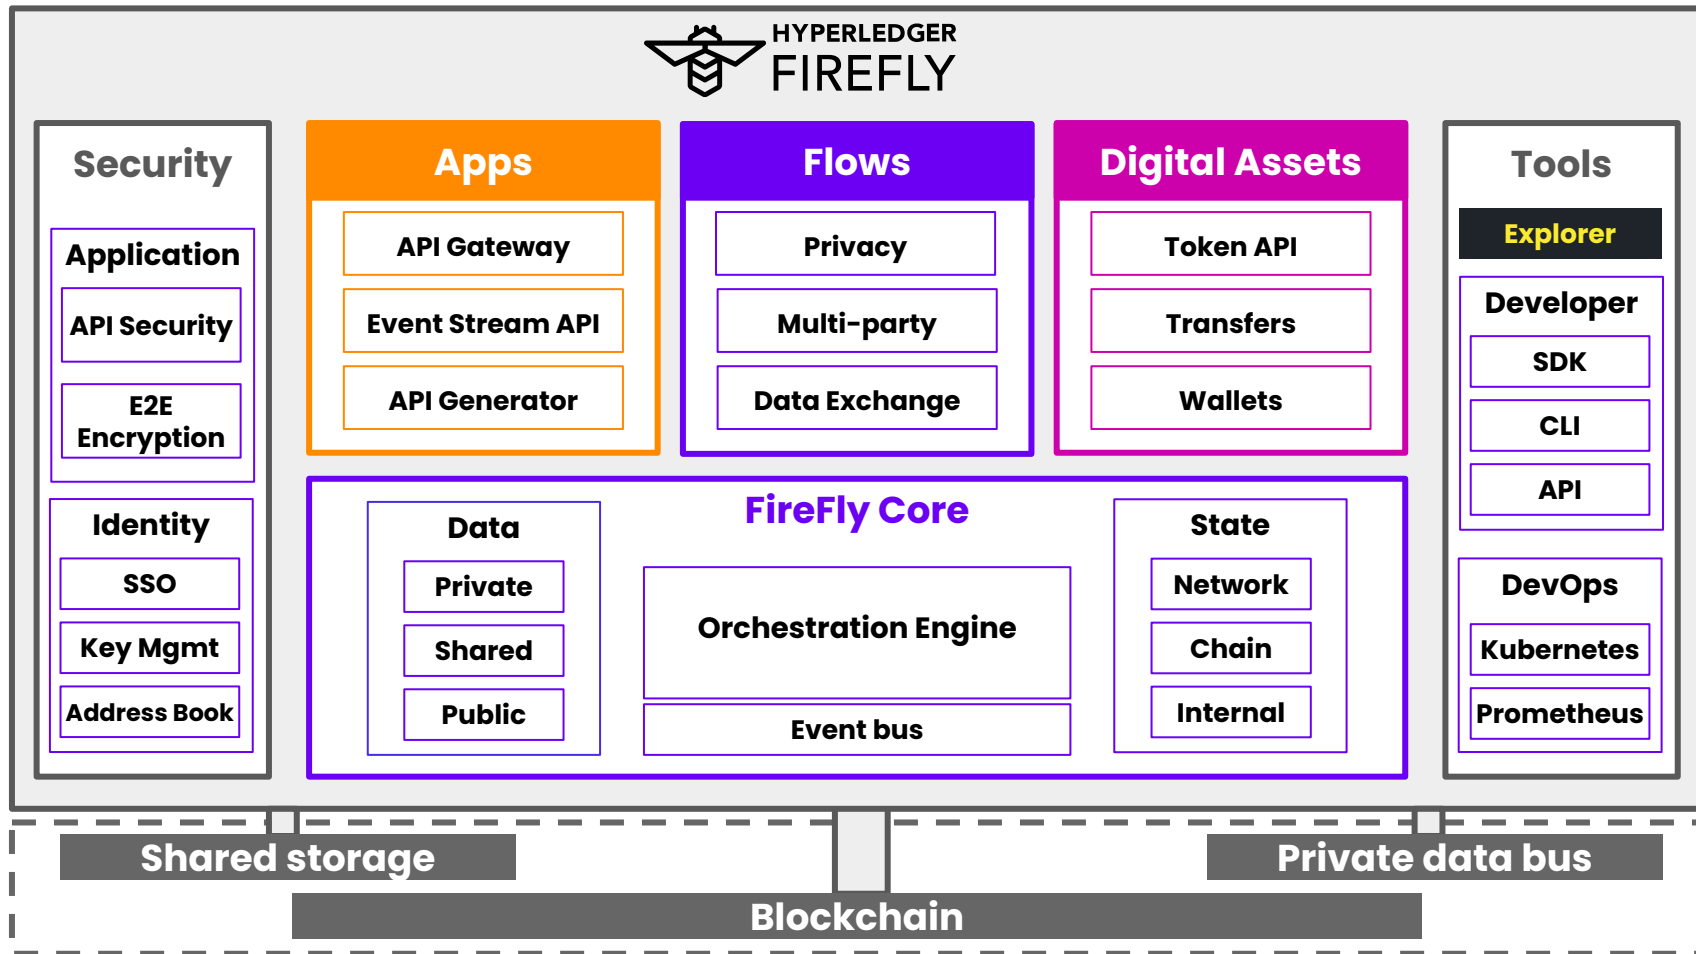 HYPERLEDGER
FIREFLY
Security
Application
API Security
E2E
Encryption
Identity
SSO
Key Mgmt
Address Book
Apps
API Gateway
Event Stream API
API Generator
Flows
Privacy
Multi-party
Data Exchange
Digital Assets
Token API
Transfers
Wallets
FireFly Core
Data
Private
Shared
Public
Orchestration Engine
Event bus
State
Network
Chain
Internal
Tools
Explorer
Developer
SDK
CLI
API
DevOps
Kubernetes
Prometheus
Shared storage
Private data bus
Blockchain